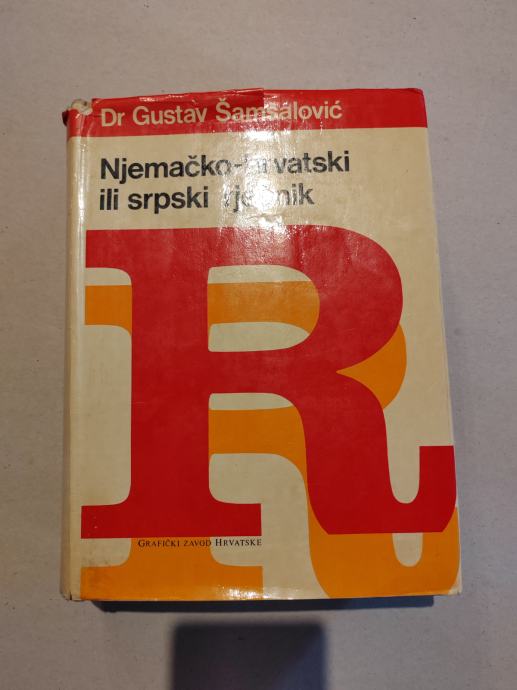 Dr Gustav Šamšalović
Njemačko-hrvatski
ili srpski rječnik
R
GRAFIČKI ZAVOD HRVATSKE